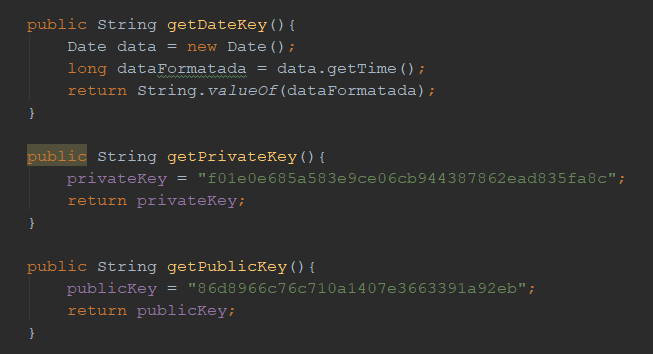 public String getDateKey(){
Date data = new Date();
long dataFormatada = data.getTime();
return String.valueOf(dataFormatada);
}
public String getPrivateKey(){
privateKey = "f01e0e685a583e9ce06cb944387862ead835fa8c";
return privateKey;
}
public String getPublicKey(){
publicKey = "86d8966c76c710a1407e3663391a92eb";
return publicKey;
}